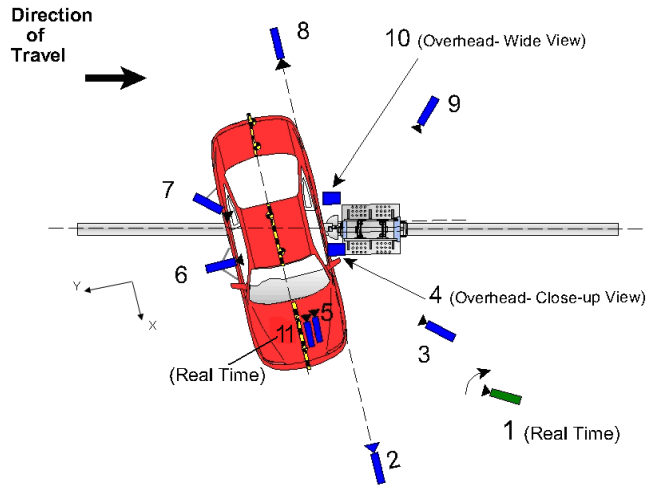 Direction
of
Travel
8
10 (Overhead- Wide View)
9
7
6
Y
X
4 (Overhead- Close-up View)
5
11
3
(Real Time)
1 (Real Time)
2